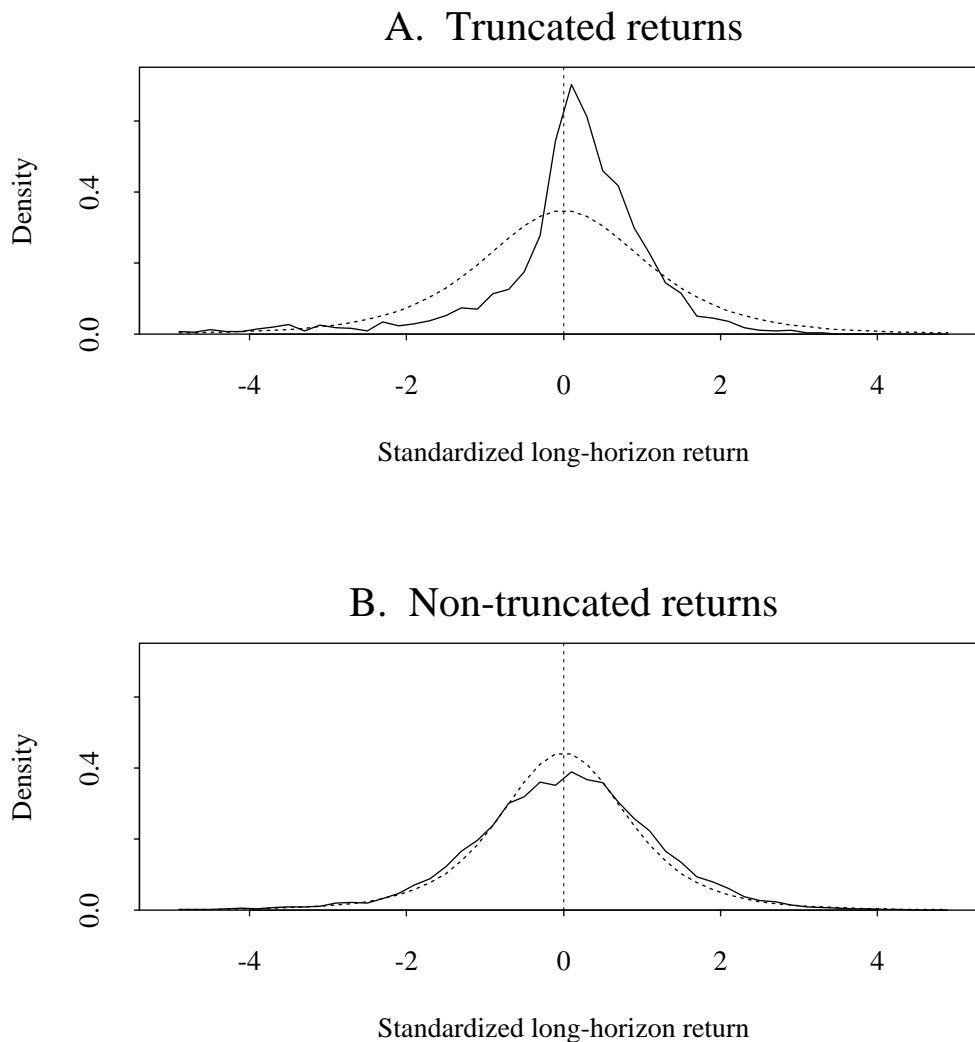 A. Truncated returns
Density
0.4
0.0
-4 -2 0 2 4
Standardized long-horizon return
B. Non-truncated returns
Density
0.4
0.0
-4 -2 0 2 4
Standardized long-horizon return